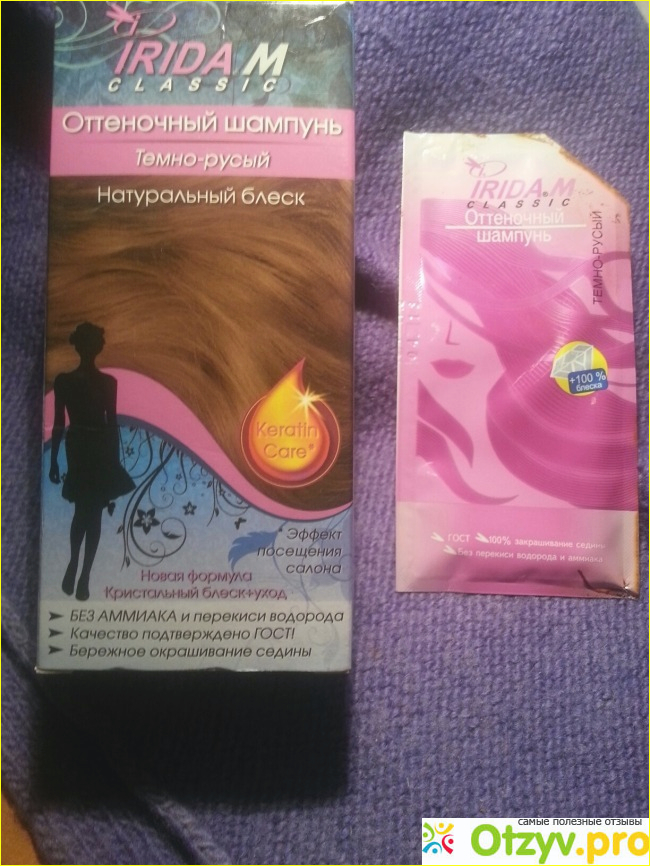 IRIDA M
CLASSIC
Оттеночный шампунь
Темно-русый
Натуральный блеск
Keratin
Care®
Эффект
посещения
салона
Новая формула
Кристальный блеск+уход
БЕЗ АММИАКА и перекиси водорода
Качество подтверждено ГОСТ!
Бережное окрашивание седины
IRIDA M
CLASSIC
Оттеночный
шампунь
ТЕМНО-РУСЫЙ
+100 %
блеска
ГОСТ 100% закрашивание седины
Без перекиси водорода и аммиака
самые полезные отзывы
Otzyv.pro